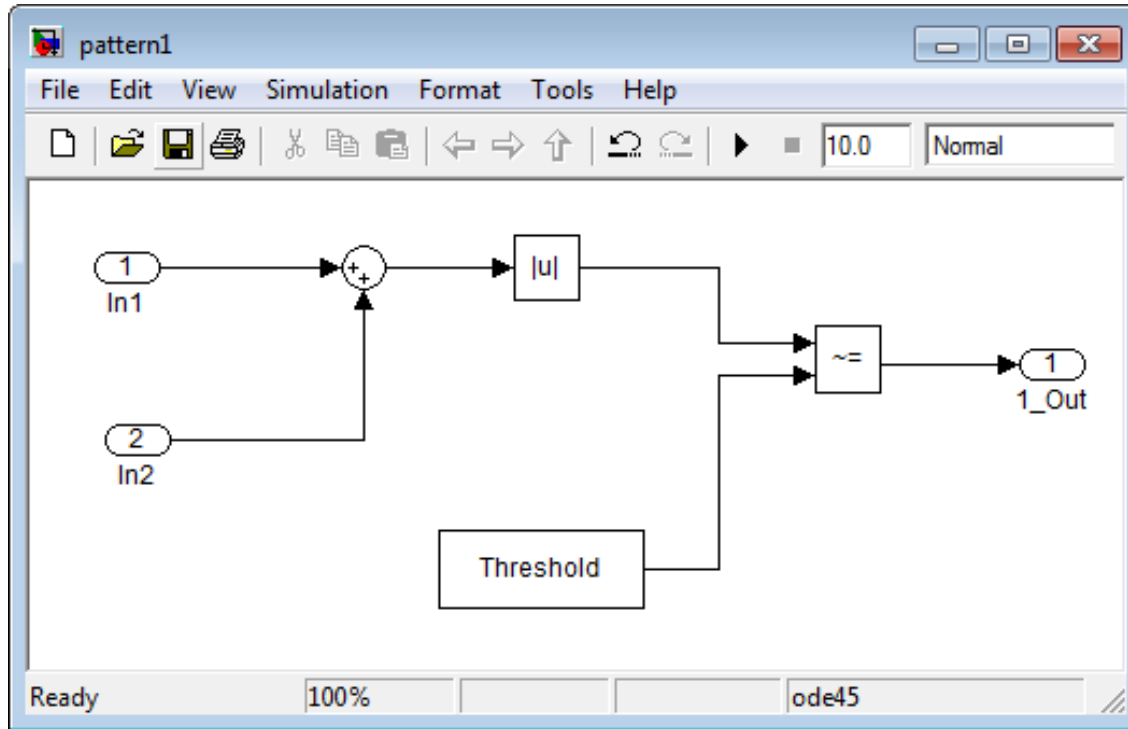 pattern1
File Edit View Simulation Format Tools Help
10.0 Normal
1
In1
+
+
|u|
~=
1
1_Out
2
In2
Threshold
Ready 100% ode45